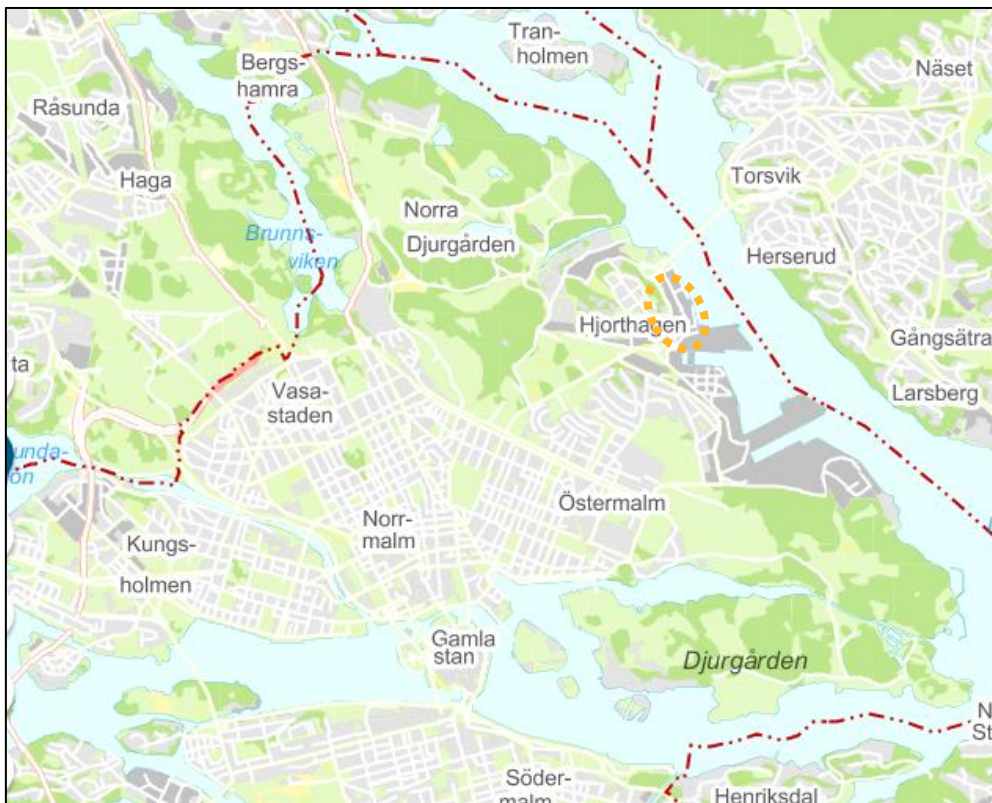 Tran-
holmen
Bergs-
hamra
Näset
Råsunda
Haga
Torsvik
Norra
Djurgården
Brunns-
viken
Herserud
Hjorthagen
Gångsätra
ta
Vasa-
staden
Larsberg
unda-
ön
Östermalm
Norr-
malm
Kungs-
holmen
Gamla
stan
Djurgården
N
St
Söder-
malm
Henriksdal